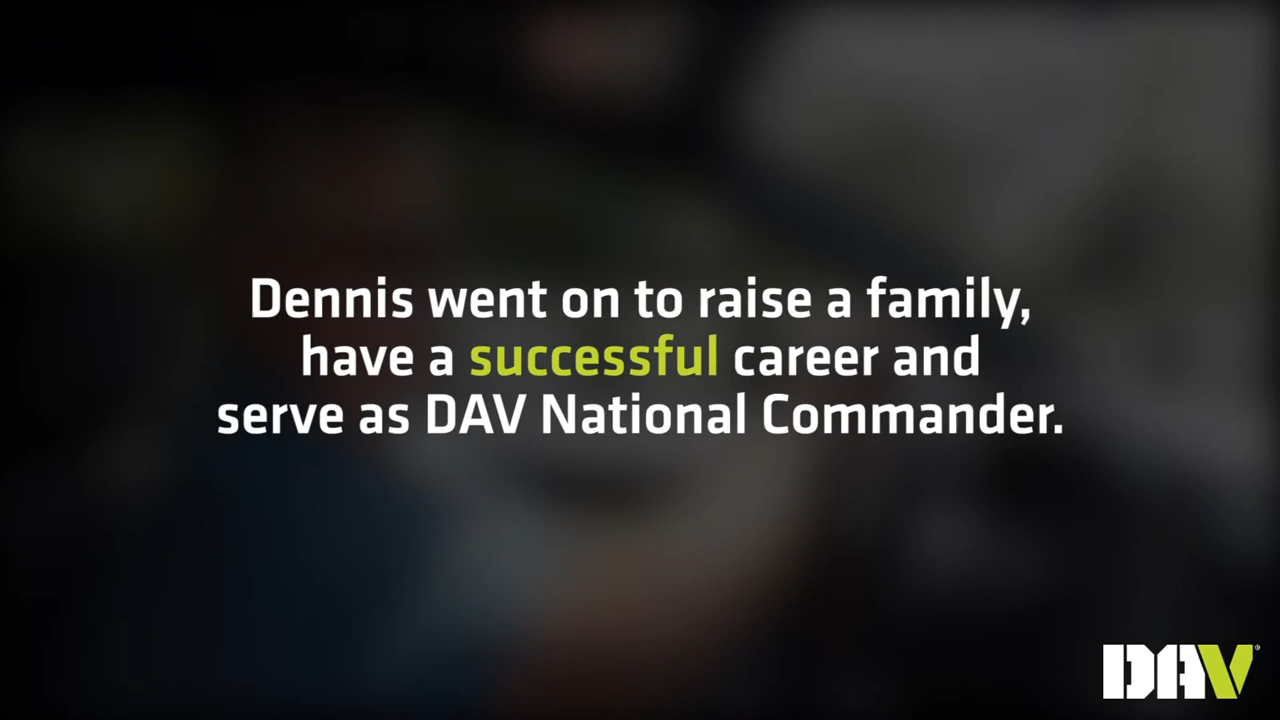 Dennis went on to raise a family,
have a successful career and
serve as DAV National Commander.
DAV®